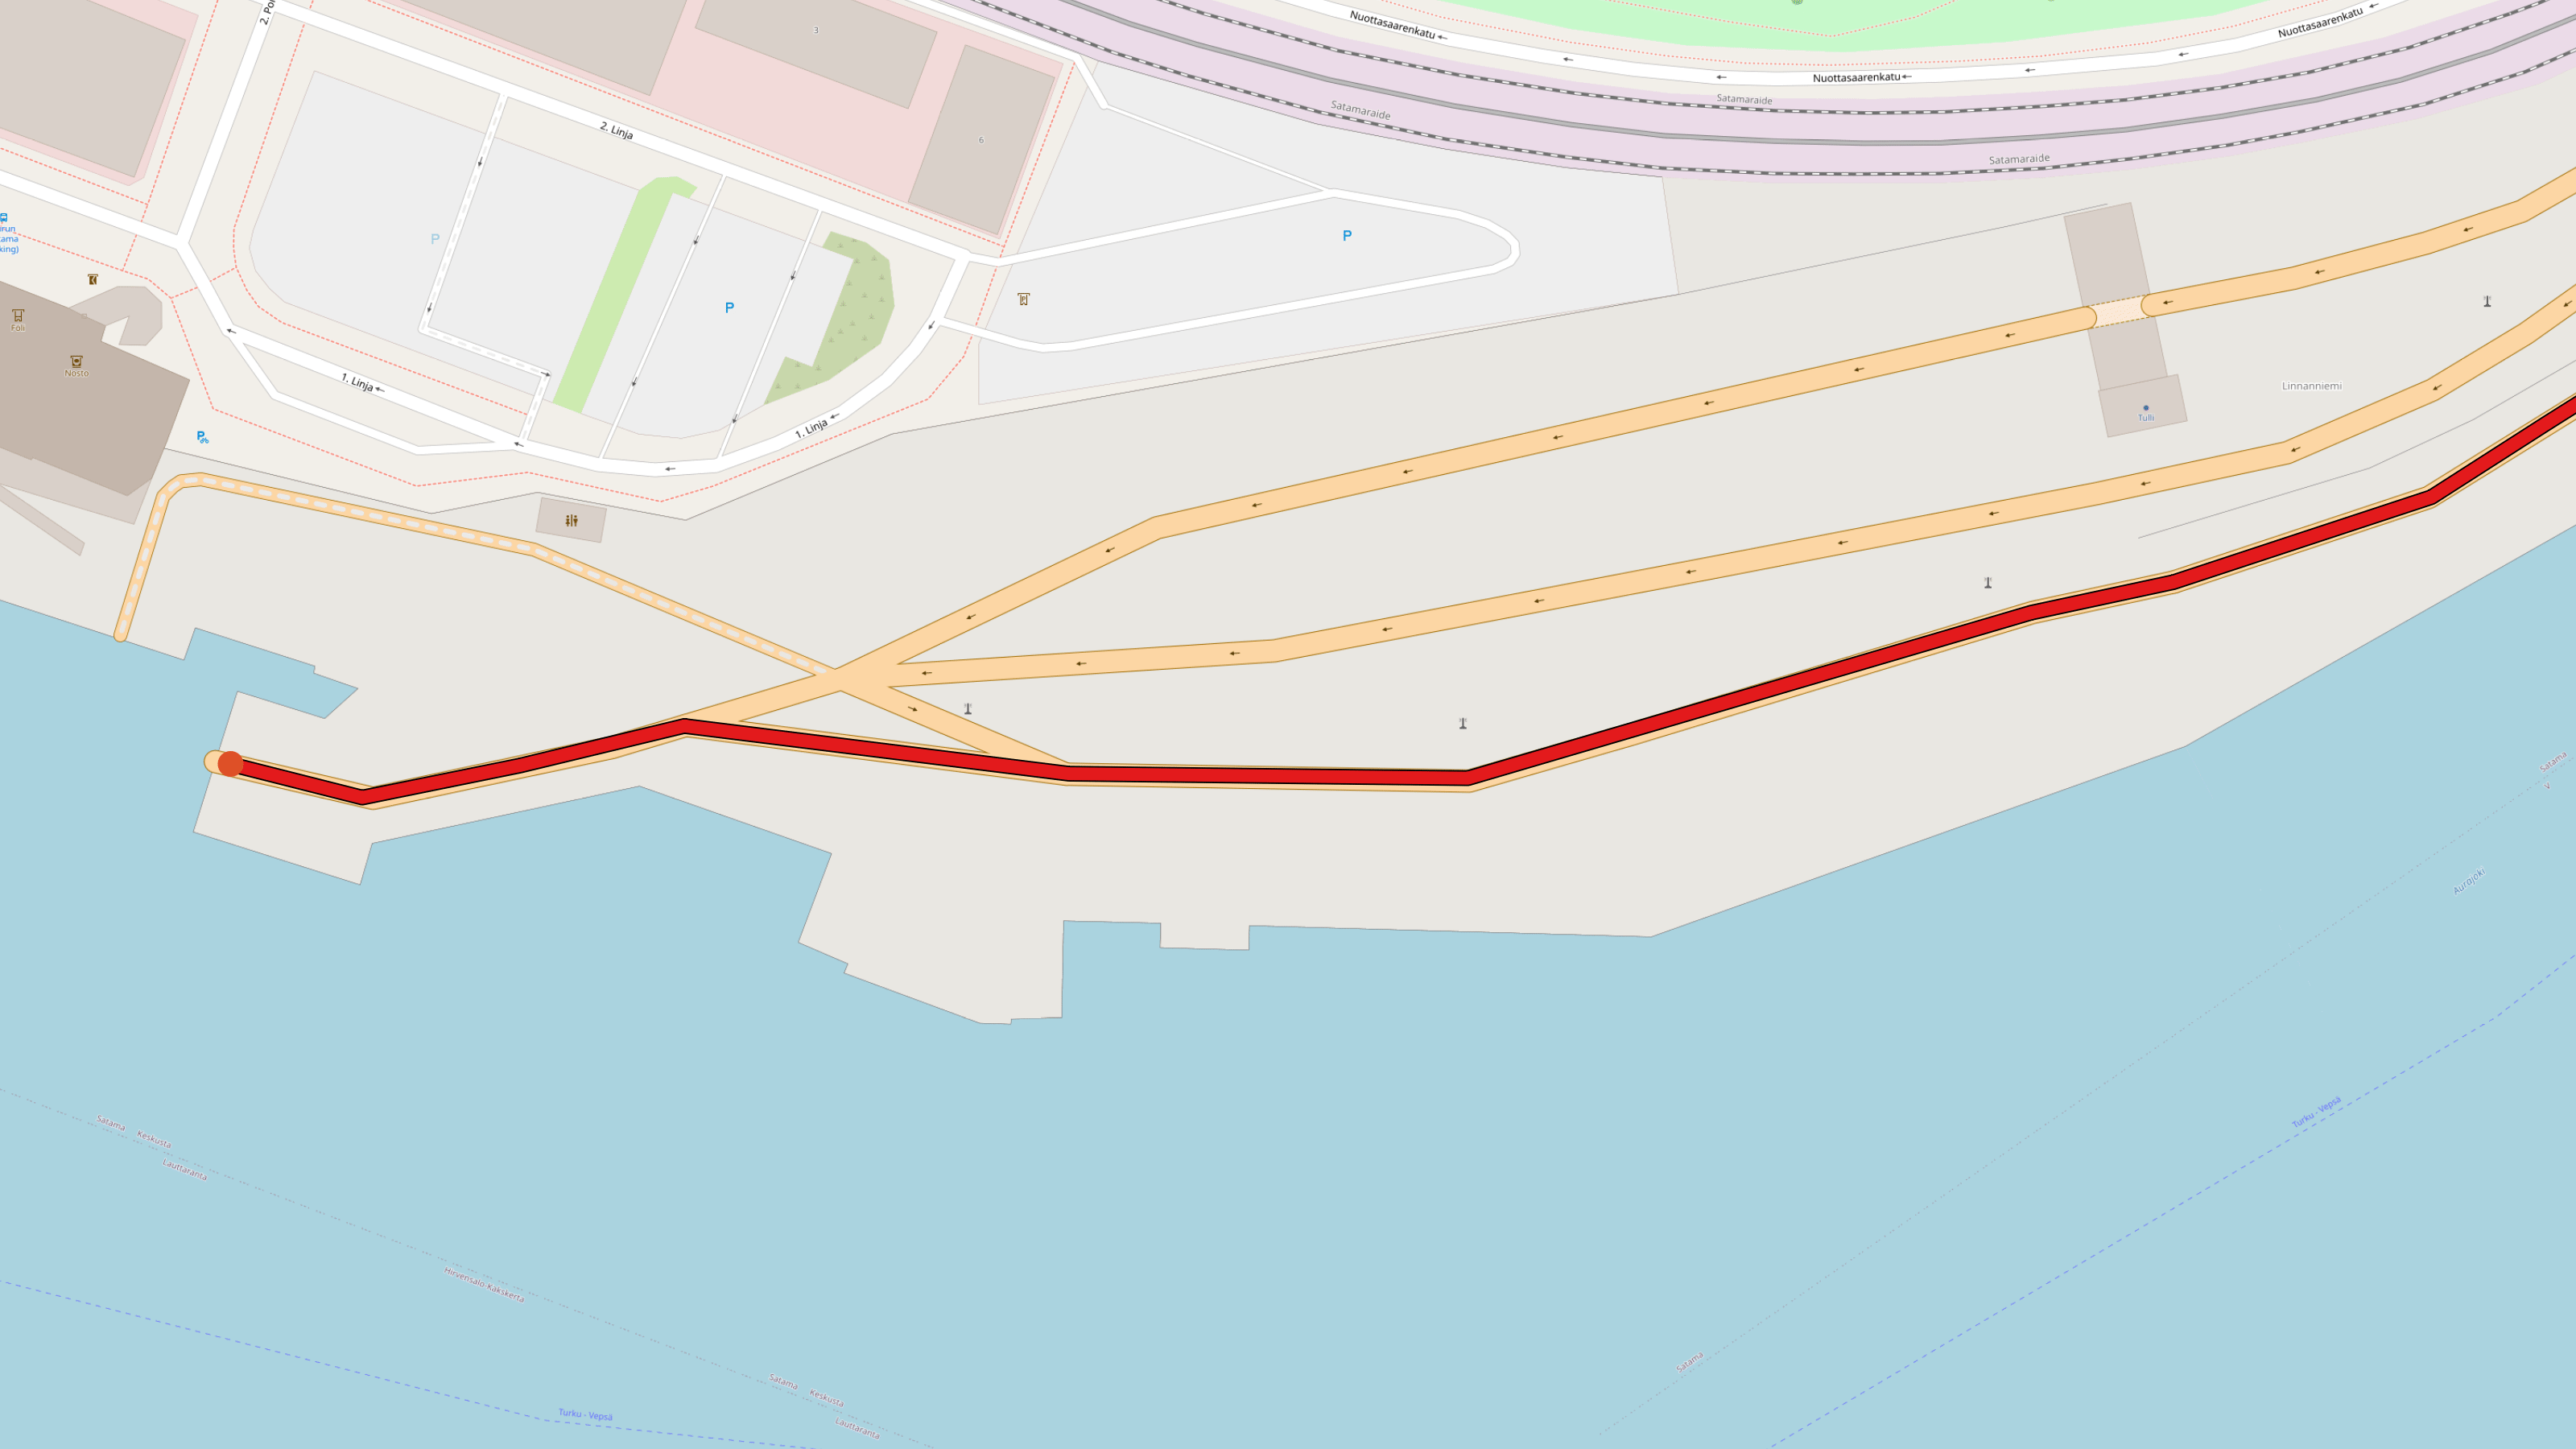 Nuottasaarenkatu
Nuottasaarenkatu
Nuottasaarenkatu
3
Satamaraide
Satamaraide
2. Linja
6
Satamaraide
P
P
P
Föli
Nosto
1. Linja
Linnanniemi
Tulli
1. Linja
P
Satama
Aurajoki
Turku - Vepsä
Satama
Keskusta
Lauttaranta
Hirvensalo-Kakskerta
Satama
Satama
Keskusta
Turku - Vepsä
Lauttaranta